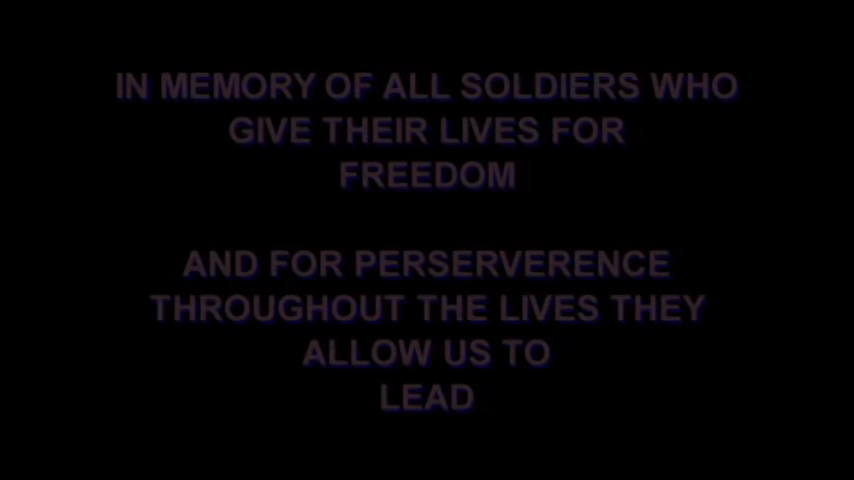 IN MEMORY OF ALL SOLDIERS WHO
GIVE THEIR LIVES FOR
FREEDOM
AND FOR PERSERVERENCE
THROUGHOUT THE LIVES THEY
ALLOW US TO
LEAD